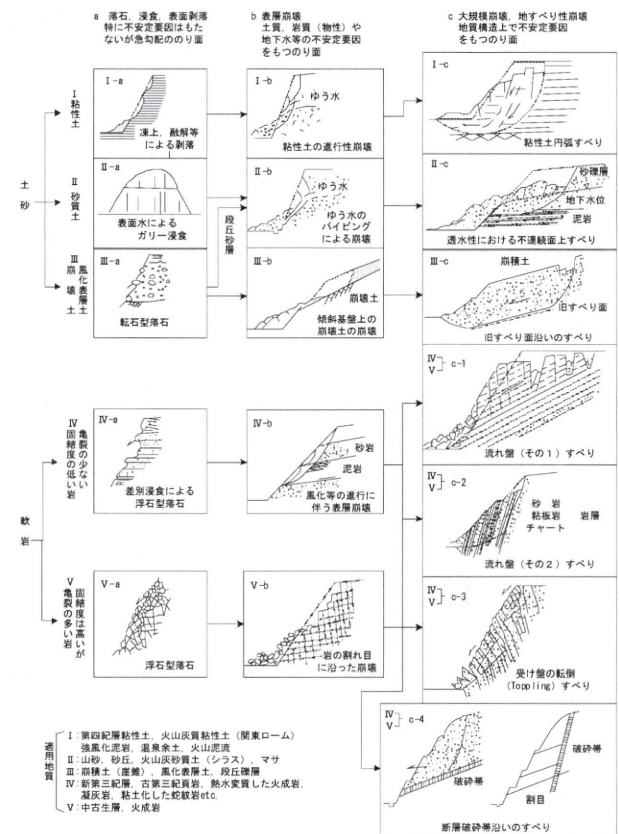 a 落石，浸食，表面剥落
特に不安定要因はもた
ないが急勾配ののり面
b 表層崩壊
土質，岩質（物性）や
地下水等の不安定要因
をもつのり面
c 大規模崩壊，地すべり性崩壊
地質構造上で不安定要因
をもつのり面
土砂
Ⅰ 粘性土
Ⅰ-a
凍上，融解等
による剥落
Ⅰ-b
ゆう水
粘性土の進行性崩壊
Ⅰ-c
粘性土円弧すべり
Ⅱ 砂質土
Ⅱ-a
表面水による
ガリー浸食
段丘砂層
Ⅱ-b
ゆう水
ゆう水の
パイピング
による崩壊
Ⅱ-c
砂礫層
地下水位
泥岩
透水性における不連続面上すべり
Ⅲ 風化表層土
崩壊土
Ⅲ-a
転石型落石
Ⅲ-b
崩壊土
傾斜基盤上の
崩壊土の崩壊
Ⅲ-c
崩積土
旧すべり面
旧すべり面沿いのすべり
軟岩
Ⅳ 亀裂の少ない
固結度の低い岩
Ⅳ-a
差別浸食による
浮石型落石
Ⅳ-b
砂岩
泥岩
風化等の進行に
伴う表層崩壊
Ⅳ
Ⅴ
c-1
流れ盤（その1）すべり
Ⅳ
Ⅴ
c-2
砂 岩
粘板岩 岩層
チャート
流れ盤（その2）すべり
Ⅴ 固結度は高いが
亀裂の多い岩
Ⅴ-a
浮石型落石
Ⅴ-b
岩の割れ目
に沿った崩壊
Ⅳ
Ⅴ
c-3
受け盤の転倒
(Toppling) すべり
Ⅳ
Ⅴ
c-4
破砕帯
破砕帯
割目
断層破砕帯沿いのすべり
適用地質
Ⅰ：第四紀層粘性土，火山灰質粘性土（関東ローム）
強風化泥岩，温泉余土，火山泥流
Ⅱ：山砂，砂丘，火山灰砂質土（シラス），マサ
Ⅲ：崩積土（崖錐），風化表層土，段丘礫層
Ⅳ：新第三紀層，古第三紀頁岩，熱水変質した火成岩，
凝灰岩，粘土化した蛇紋岩etc.
Ⅴ：中古生層，火成岩